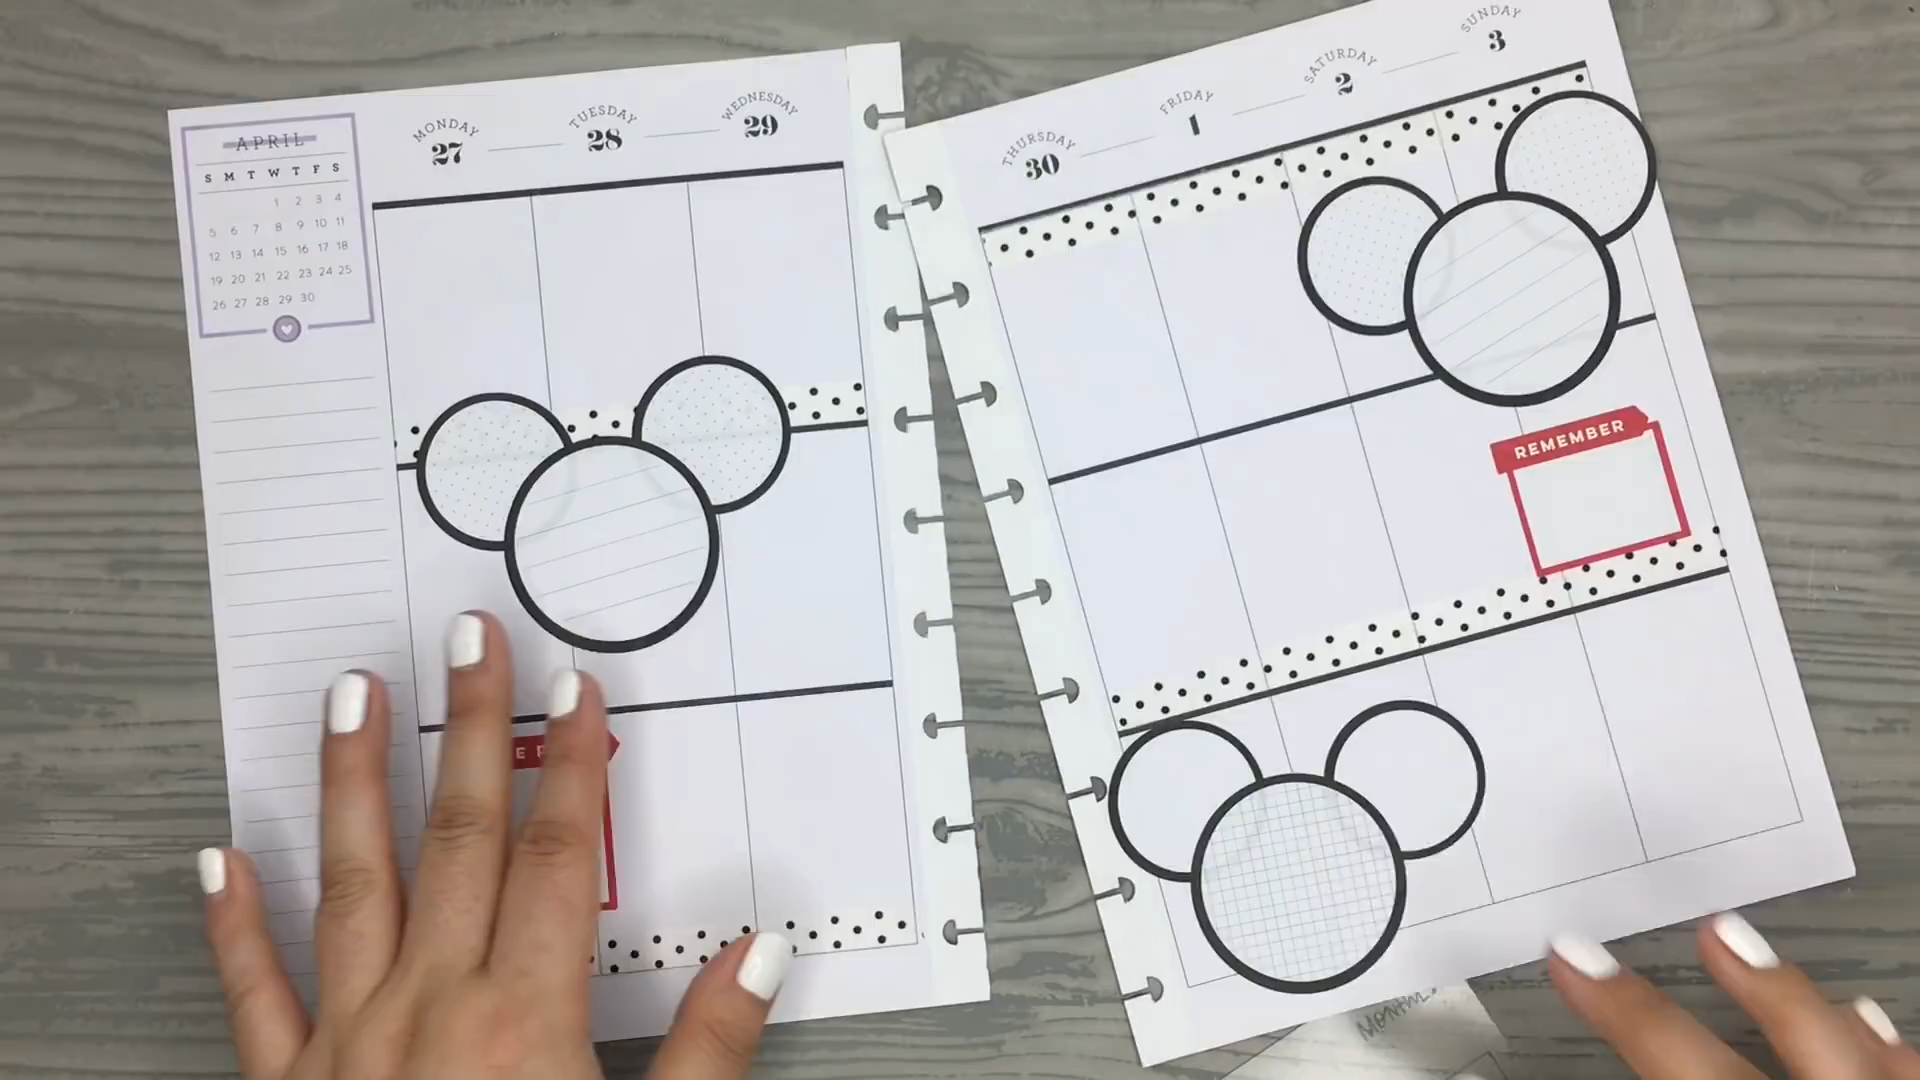 APRIL
S M T W T F S
1 2 3 4
5 6 7 8 9 10 11
12 13 14 15 16 17 18
19 20 21 22 23 24 25
26 27 28 29 30
MONDAY
27
TUESDAY
28
WEDNESDAY
29
THURSDAY
30
FRIDAY
1
SATURDAY
2
SUNDAY
3
REMEMBER